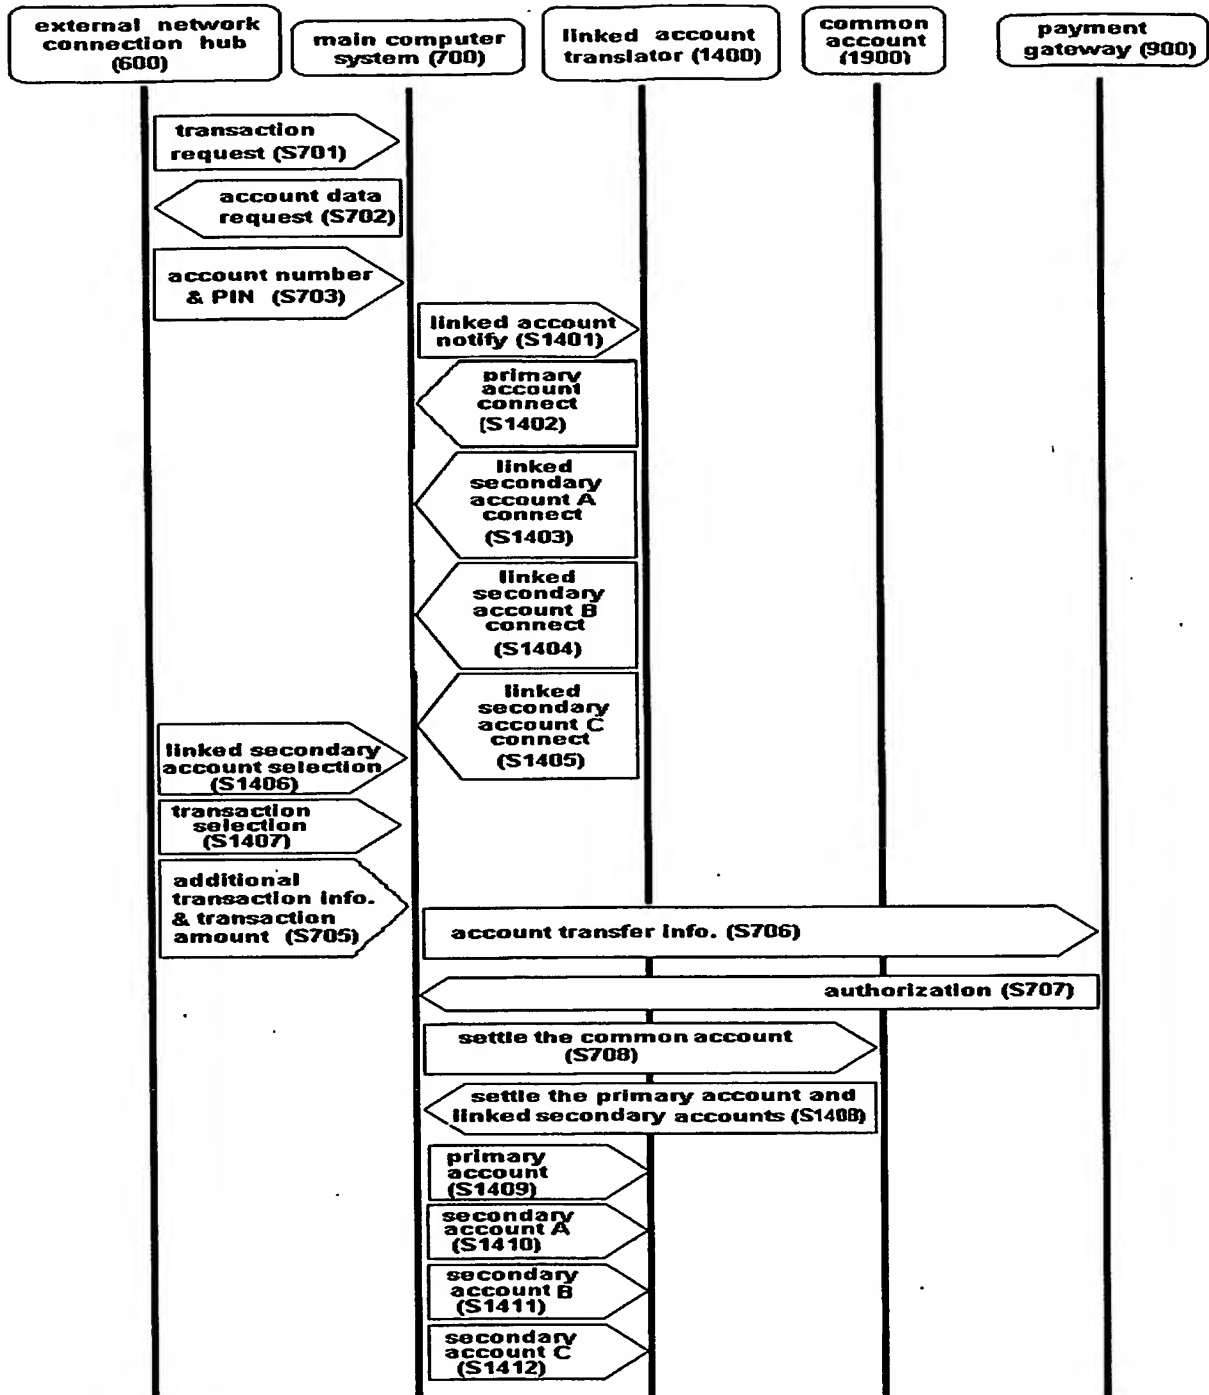 external network
connection hub
(600)
main computer
system (700)
linked account
translator (1400)
common
account
(1900)
payment
gateway (900)
transaction
request (S701)
account data
request (S702)
account number
& PIN (S703)
linked account
notify (S1401)
primary
account
connect
(S1402)
linked
secondary
account A
connect
(S1403)
linked
secondary
account B
connect
(S1404)
linked
secondary
account C
connect
(S1405)
linked secondary
account selection
(S1406)
transaction
selection
(S1407)
additional
transaction info.
& transaction
amount (S705)
account transfer info. (S706)
authorization (S707)
settle the common account
(S708)
settle the primary account and
linked secondary accounts (S1408)
primary
account
(S1409)
secondary
account A
(S1410)
secondary
account B
(S1411)
secondary
account C
(S1412)